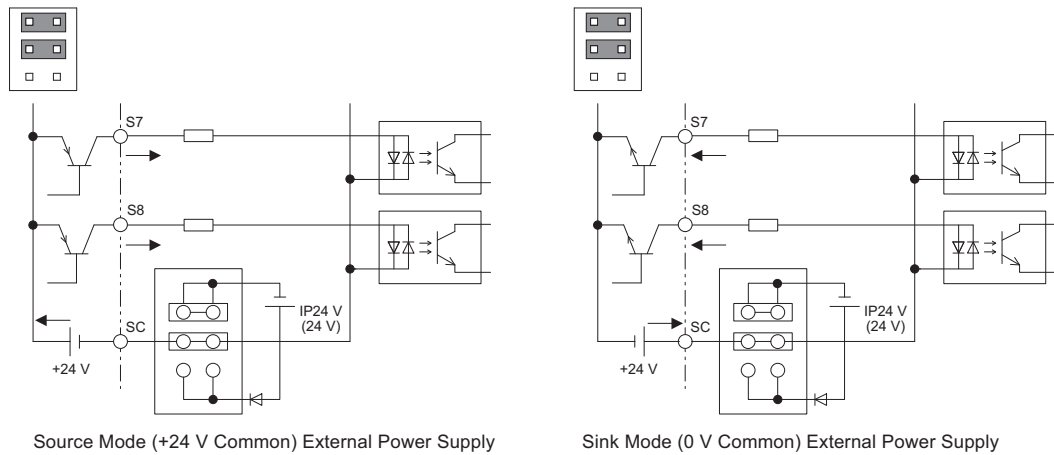 S7
S8
IP24 V
(24 V)
SC
+24 V
Source Mode (+24 V Common) External Power Supply
S7
S8
IP24 V
(24 V)
SC
+24 V
Sink Mode (0 V Common) External Power Supply